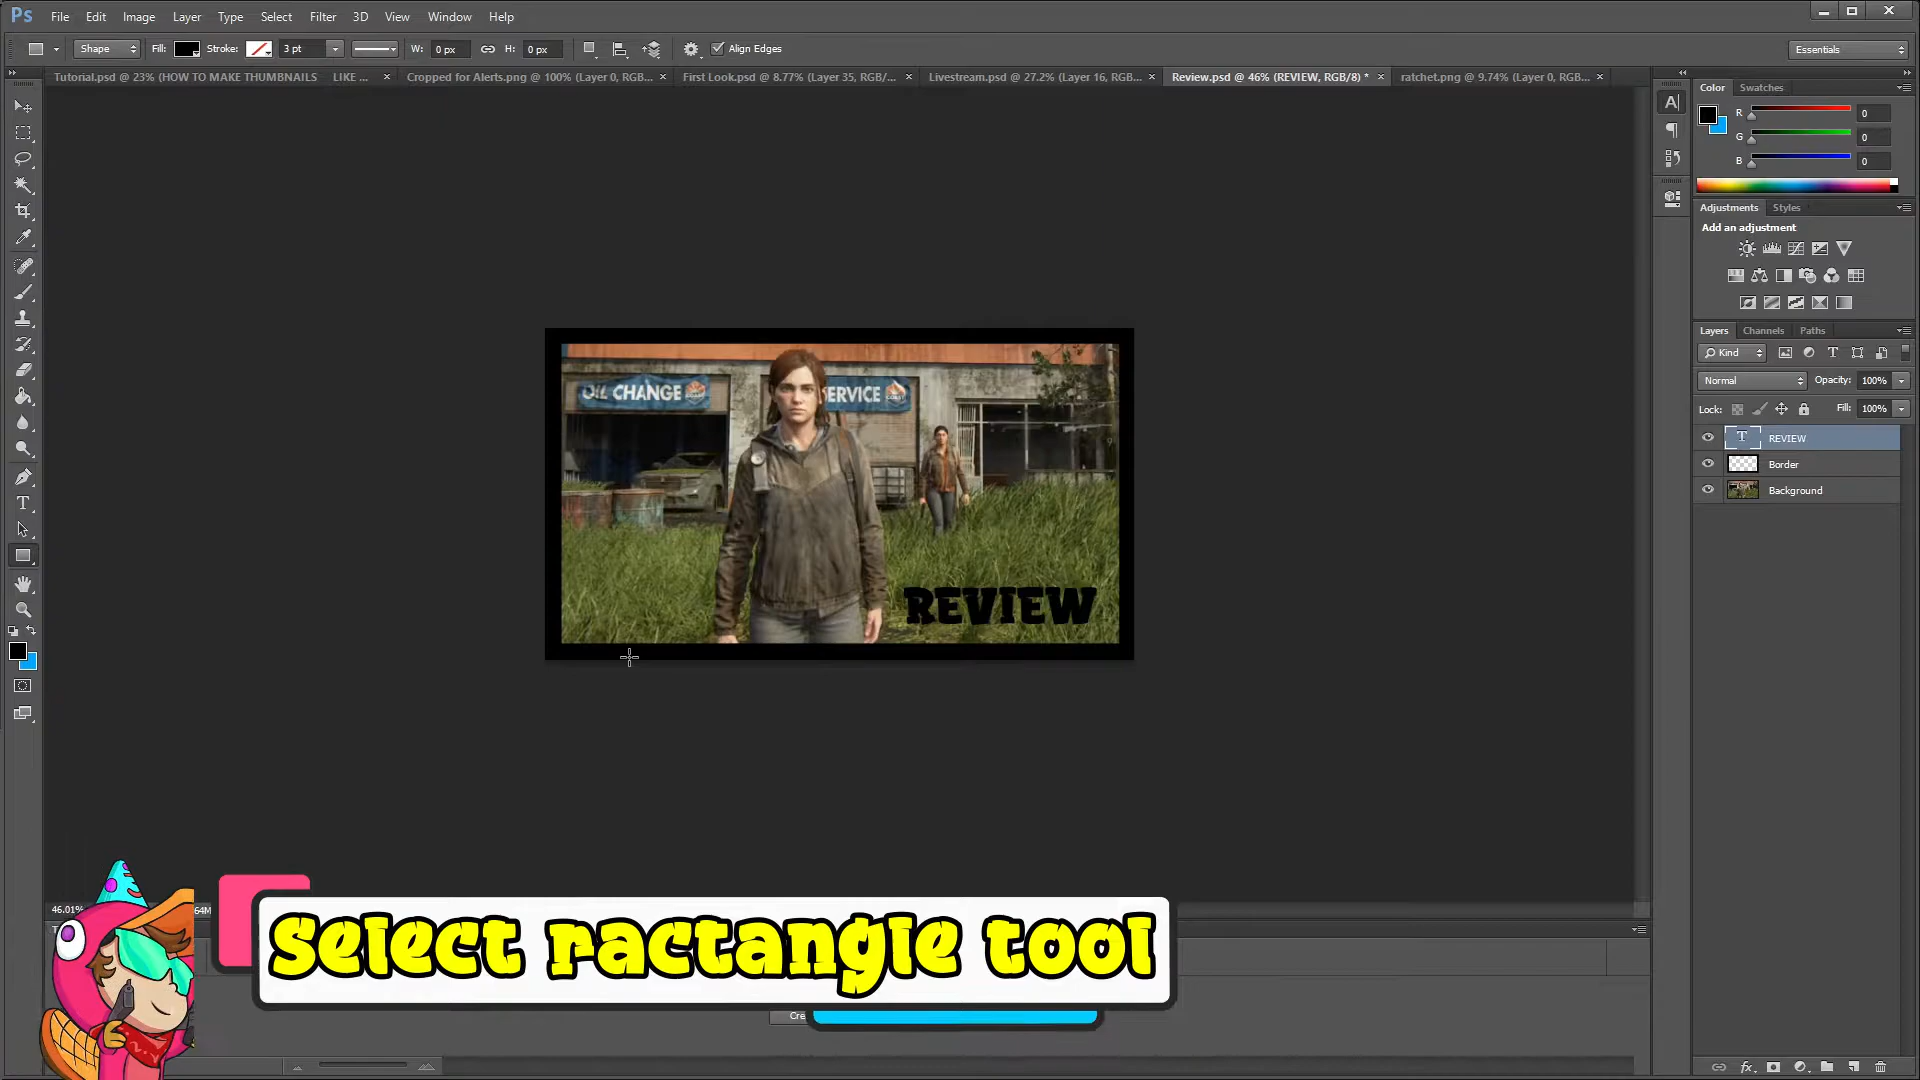 Ps File Edit Image Layer Type Select Filter 3D View Window Help
Shape Fill: Stroke: 3 pt W: 0 px H: 0 px Align Edges Essentials
Tutorial.psd @ 23% (HOW TO MAKE THUMBNAILS LIKE ... × Cropped for Alerts.png @ 100% (Layer 0, RGB... × First Look.psd @ 8.77% (Layer 35, RGB/... × Livestream.psd @ 27.2% (Layer 16, RGB... × Review.psd @ 46% (REVIEW, RGB/8) * × ratchet.png @ 9.74% (Layer 0, RGB... ×
Color Swatches
R 0
G 0
B 0
Adjustments Styles
Add an adjustment
Layers Channels Paths
Kind
Normal Opacity: 100%
Lock: Fill: 100%
T REVIEW
Border
Background
OIL CHANGE
SERVICE
REVIEW
46.01% 64M
Select ractangle tool
Cre